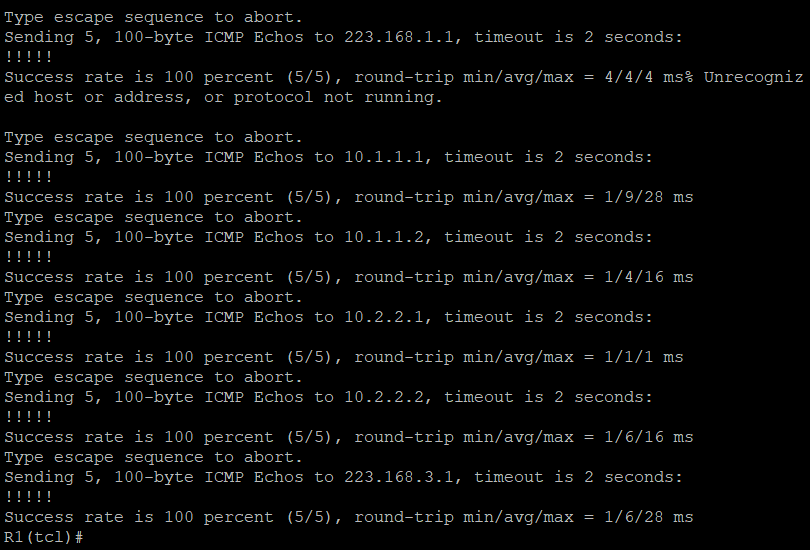 Type escape sequence to abort.
Sending 5, 100-byte ICMP Echos to 223.168.1.1, timeout is 2 seconds:
!!!!!
Success rate is 100 percent (5/5), round-trip min/avg/max = 4/4/4 ms% Unrecogniz
ed host or address, or protocol not running.

Type escape sequence to abort.
Sending 5, 100-byte ICMP Echos to 10.1.1.1, timeout is 2 seconds:
!!!!!
Success rate is 100 percent (5/5), round-trip min/avg/max = 1/9/28 ms
Type escape sequence to abort.
Sending 5, 100-byte ICMP Echos to 10.1.1.2, timeout is 2 seconds:
!!!!!
Success rate is 100 percent (5/5), round-trip min/avg/max = 1/4/16 ms
Type escape sequence to abort.
Sending 5, 100-byte ICMP Echos to 10.2.2.1, timeout is 2 seconds:
!!!!!
Success rate is 100 percent (5/5), round-trip min/avg/max = 1/1/1 ms
Type escape sequence to abort.
Sending 5, 100-byte ICMP Echos to 10.2.2.2, timeout is 2 seconds:
!!!!!
Success rate is 100 percent (5/5), round-trip min/avg/max = 1/6/16 ms
Type escape sequence to abort.
Sending 5, 100-byte ICMP Echos to 223.168.3.1, timeout is 2 seconds:
!!!!!
Success rate is 100 percent (5/5), round-trip min/avg/max = 1/6/28 ms
R1(tcl)#